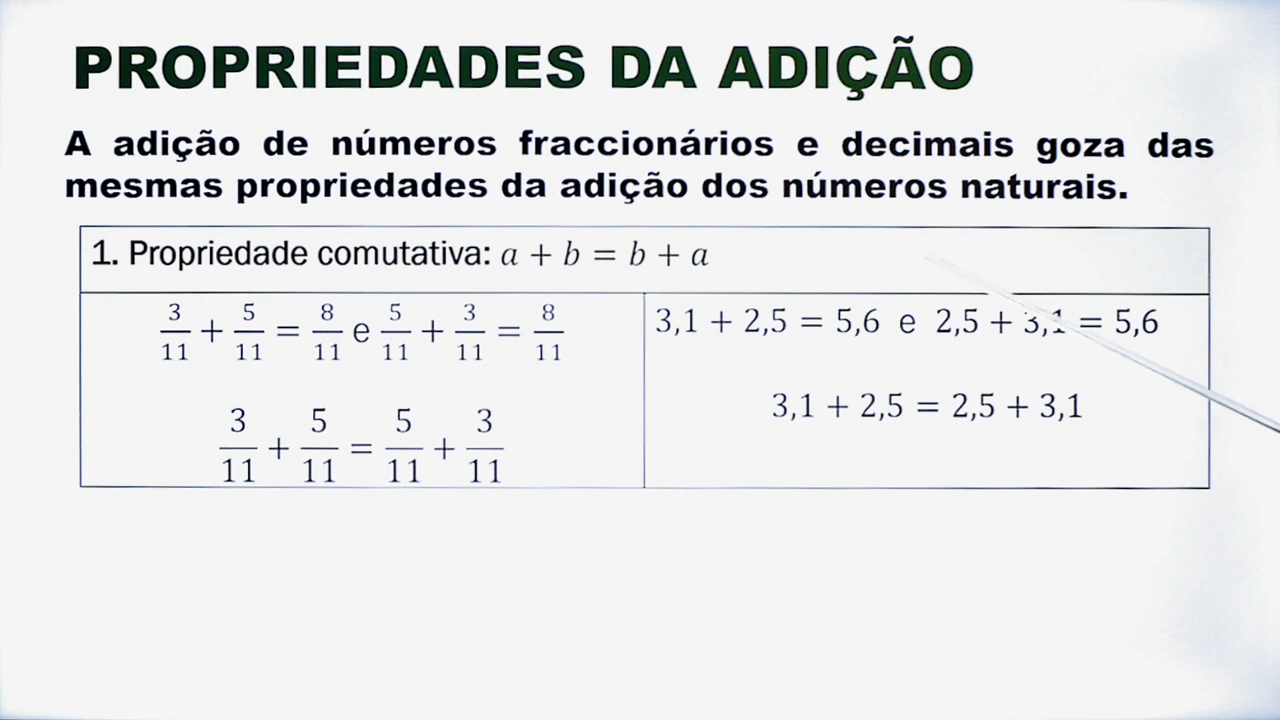 PROPRIEDADES DA ADIÇÃO
A adição de números fraccionários e decimais goza das
mesmas propriedades da adição dos números naturais.
1. Propriedade comutativa: a + b = b + a
3/11 + 5/11 = 8/11 e 5/11 + 3/11 = 8/11
3/11 + 5/11 = 5/11 + 3/11
3,1 + 2,5 = 5,6 e 2,5 + 3,1 = 5,6
3,1 + 2,5 = 2,5 + 3,1